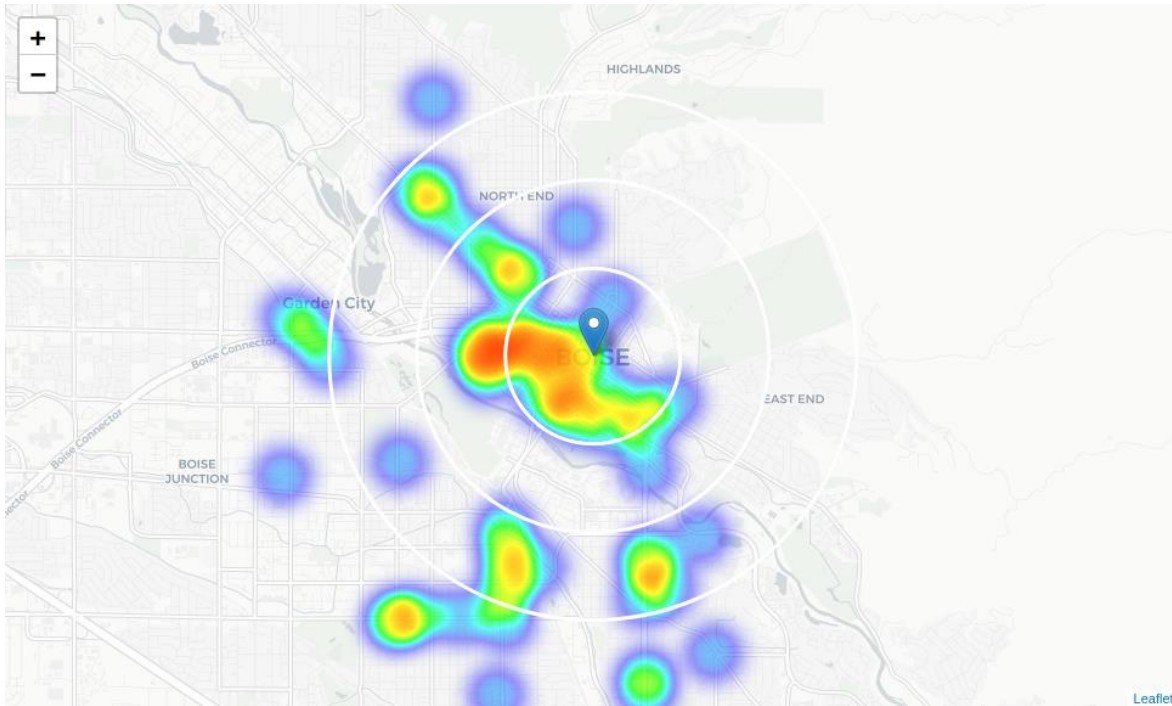 +
−
HIGHLANDS
NORTH END
Garden City
Boise Connector
BOISE
EAST END
Boise Connector
BOISE
JUNCTION
Leaflet